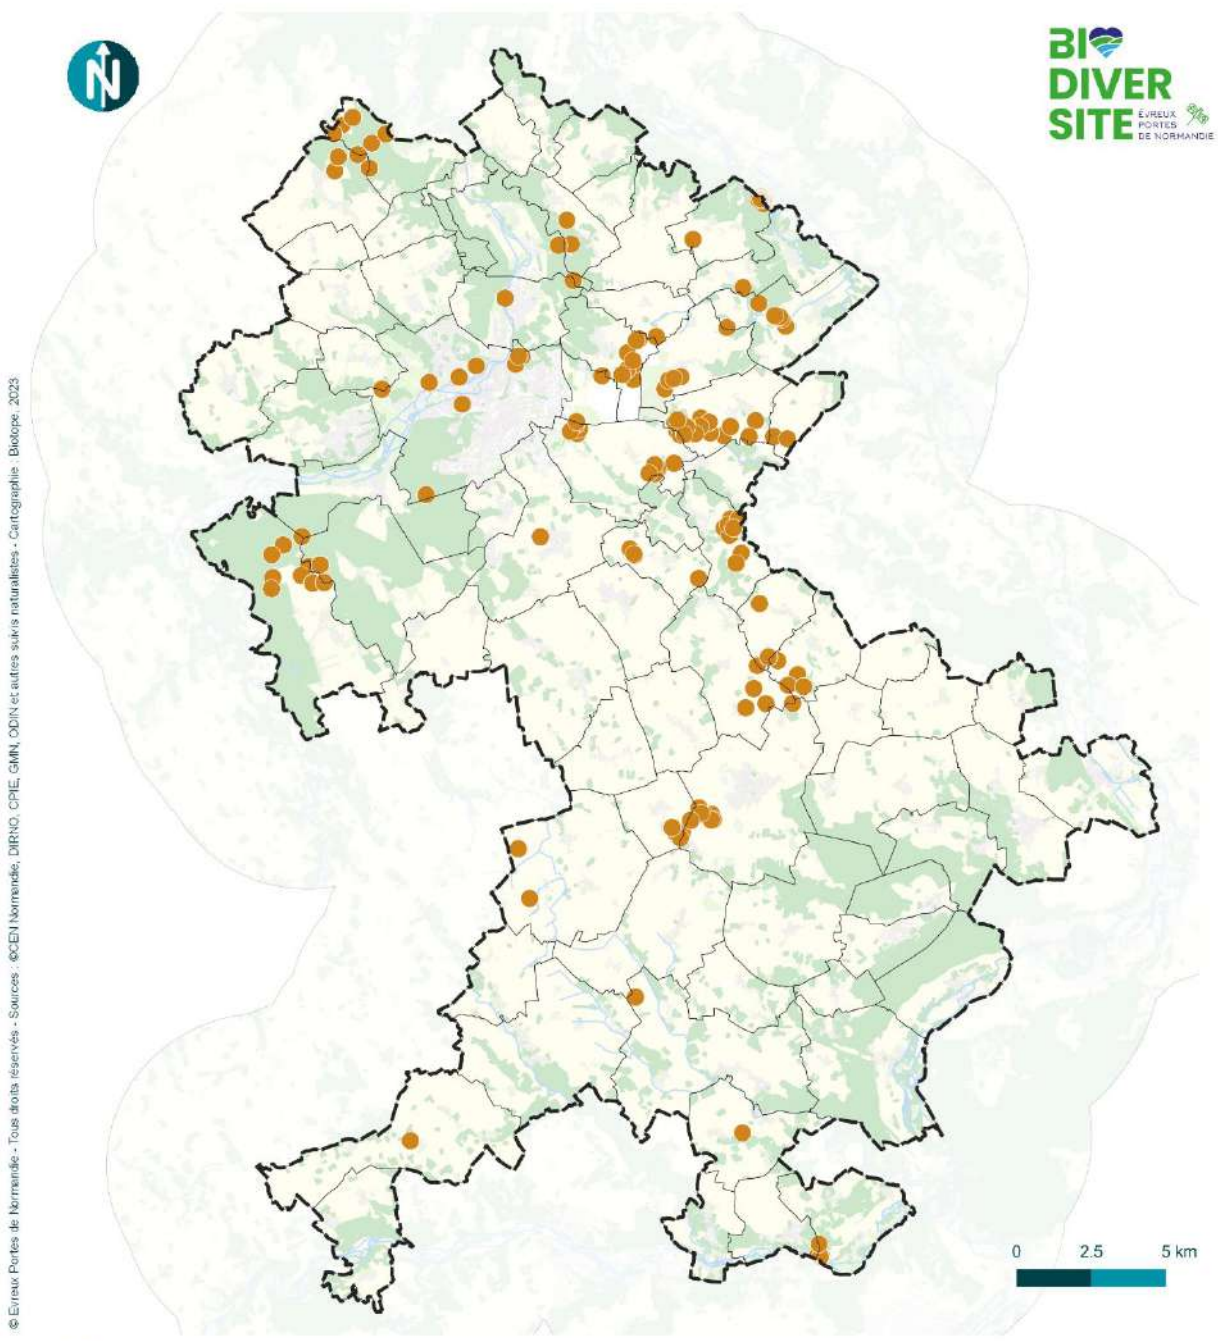 N
BI
DIVER
SITE
ÉVREUX
PORTES
DE NORMANDIE
© Evreux Portes de Normandie - Tous droits réservés - Sources : ©CEN Normandie, DIRNO, CPIE, GMN, ODIN et autres suivis naturalistes - Cartographie : Biotope, 2023
0 2.5 5 km